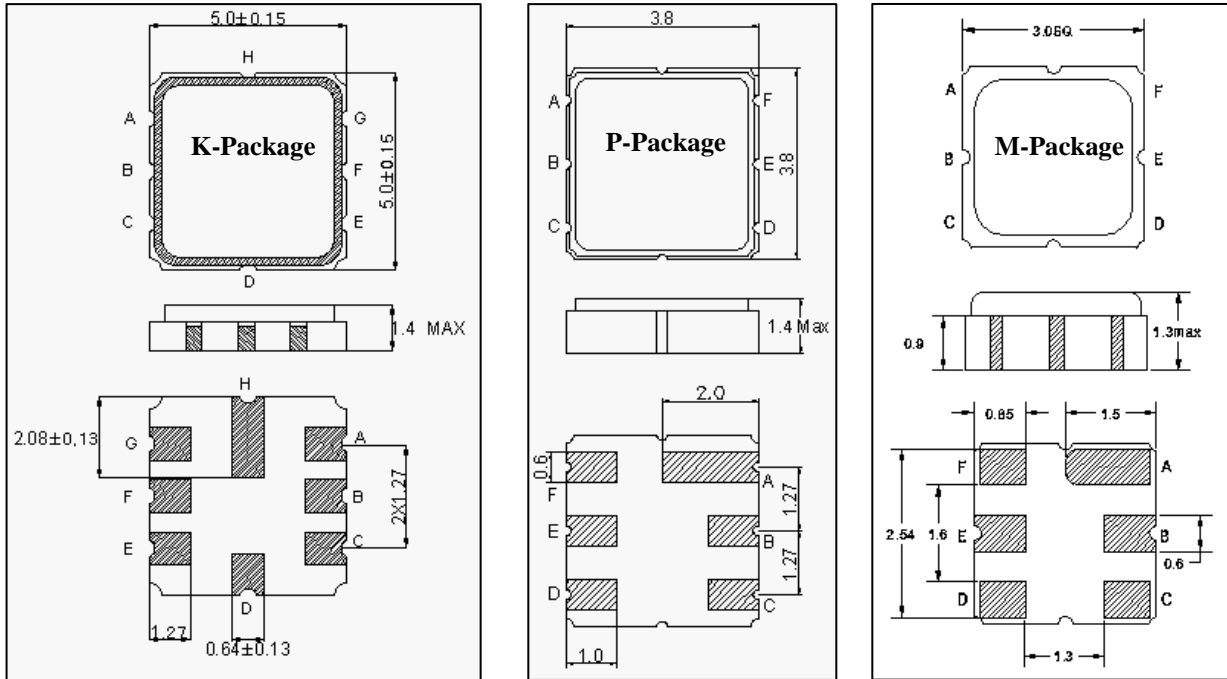 5.0±0.15
H
A
G
K-Package
B
F
5.0±0.15
C
E
D
1.4 MAX
H
2.08±0,13
G
A
F
B
2X1.27
E
C
D
1.27
0.64±0.13
3.8
A
F
P-Package
B
E
3.8
C
D
1.4 Max
2.0
0.6
F
A
1.27
E
B
1.27
D
C
1.0
A
F
M-Package
B
E
C
D
0.9
1.3max
0.85
1.5
F
A
2.54
E
1.6
B
0.6
D
C
1.3